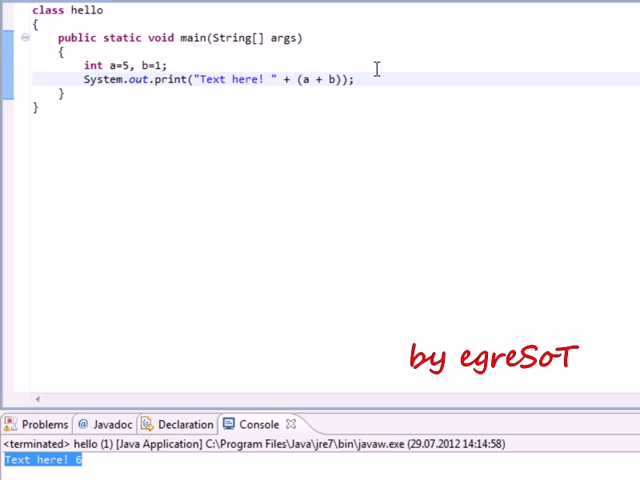 class hello
{
public static void main(String[] args)
{
int a=5, b=1;
System.out.print("Text here! " + (a + b));
}
}
by egreSoT
Problems @ Javadoc Declaration Console
<terminated> hello (1) [Java Application] C:\Program Files\Java\jre7\bin\javaw.exe (29.07.2012 14:14:58)
Text here! 6